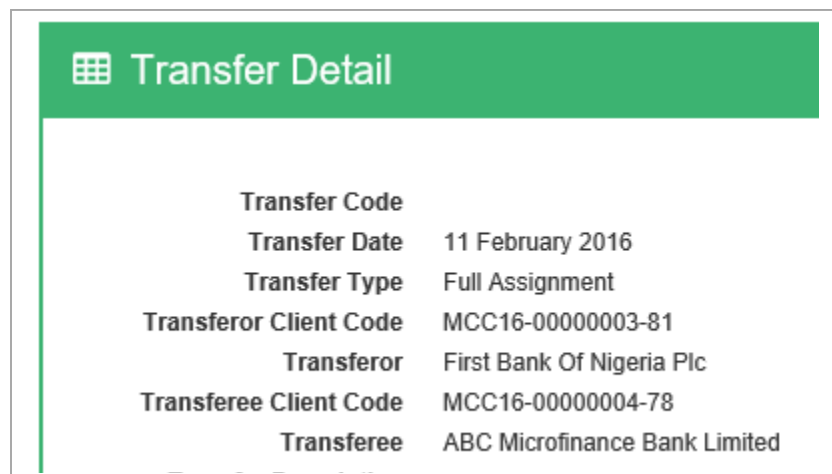 Transfer Detail
Transfer Code
Transfer Date 11 February 2016
Transfer Type Full Assignment
Transferor Client Code MCC16-00000003-81
Transferor First Bank Of Nigeria Plc
Transferee Client Code MCC16-00000004-78
Transferee ABC Microfinance Bank Limited